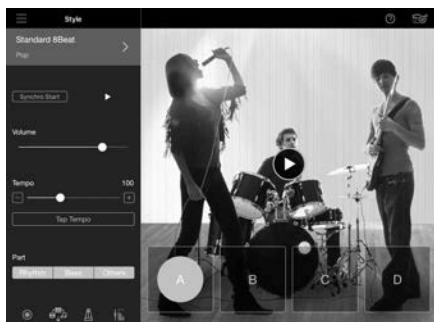 Style
Standard 8Beat
Pop
Synchro Start
Volume
Tempo 100
Tap Tempo
Part
Rhythm Bass Others
A B C D